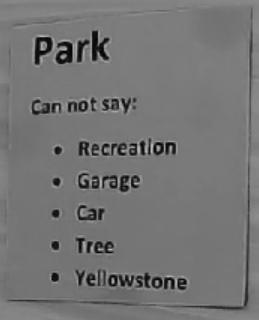 Park
Can not say:
• Recreation
• Garage
• Car
• Tree
• Yellowstone